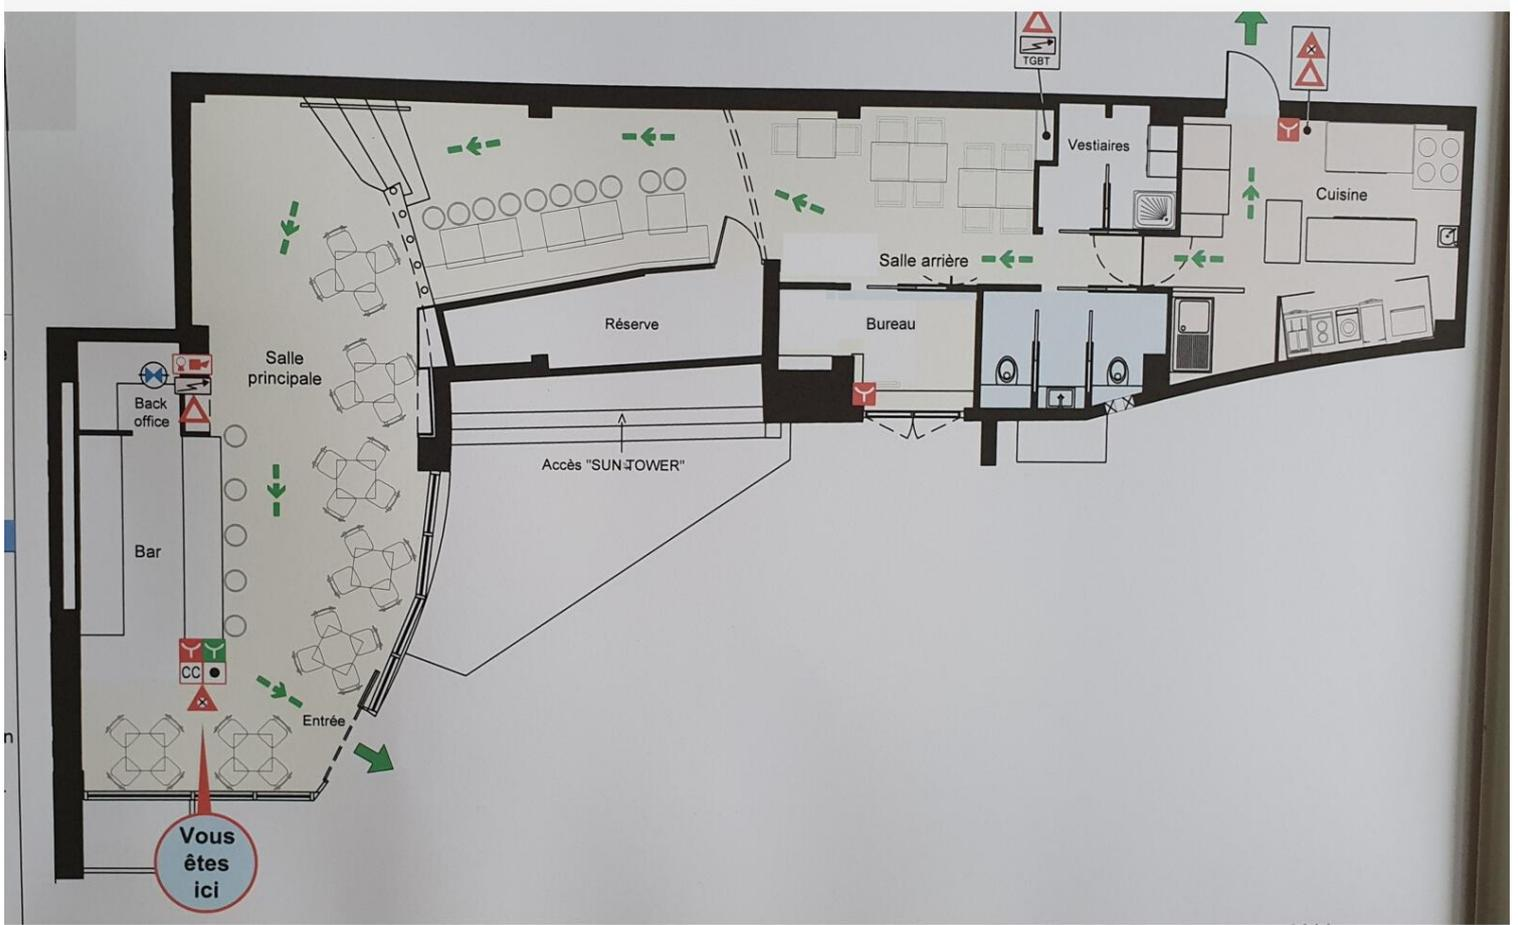 TGBT
Vestiaires
Cuisine
Salle arrière
Réserve
Bureau
Salle
principale
Back
office
Accès "SUN TOWER"
Bar
CC
Entrée
Vous
êtes
ici
e
n